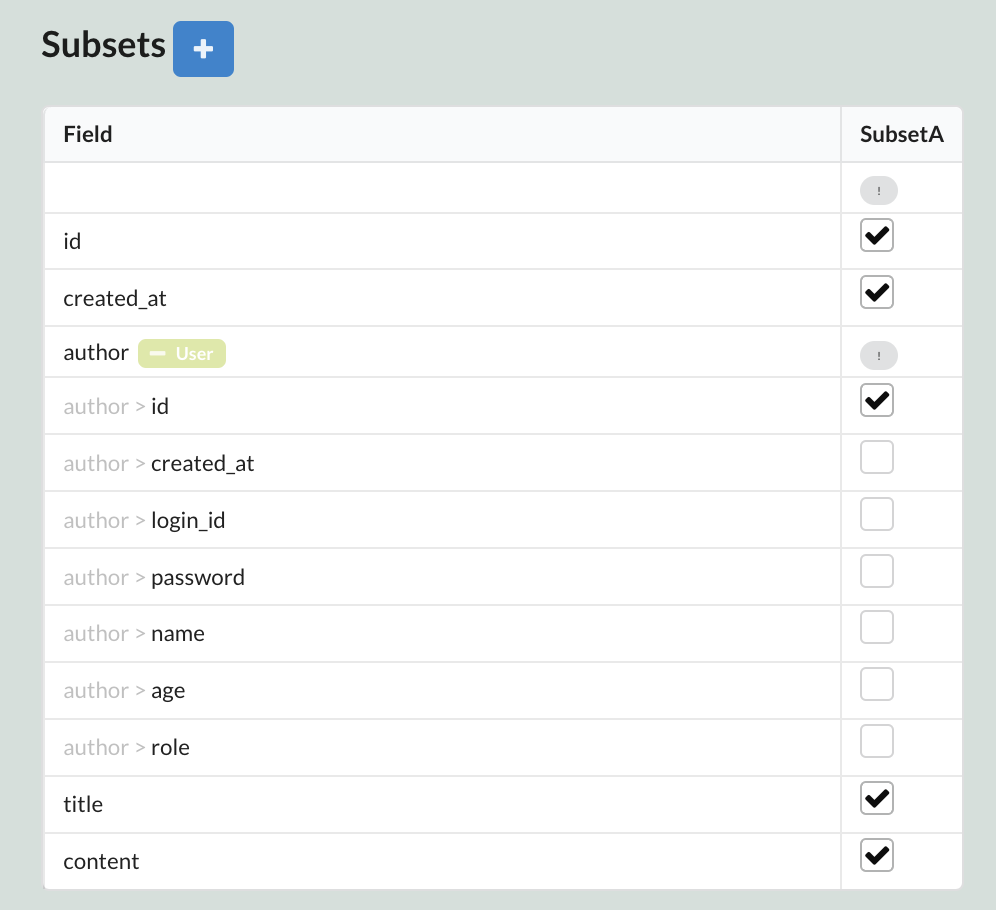 Subsets +
Field SubsetA
!
id
created_at
author User !
author > id
author > created_at
author > login_id
author > password
author > name
author > age
author > role
title
content